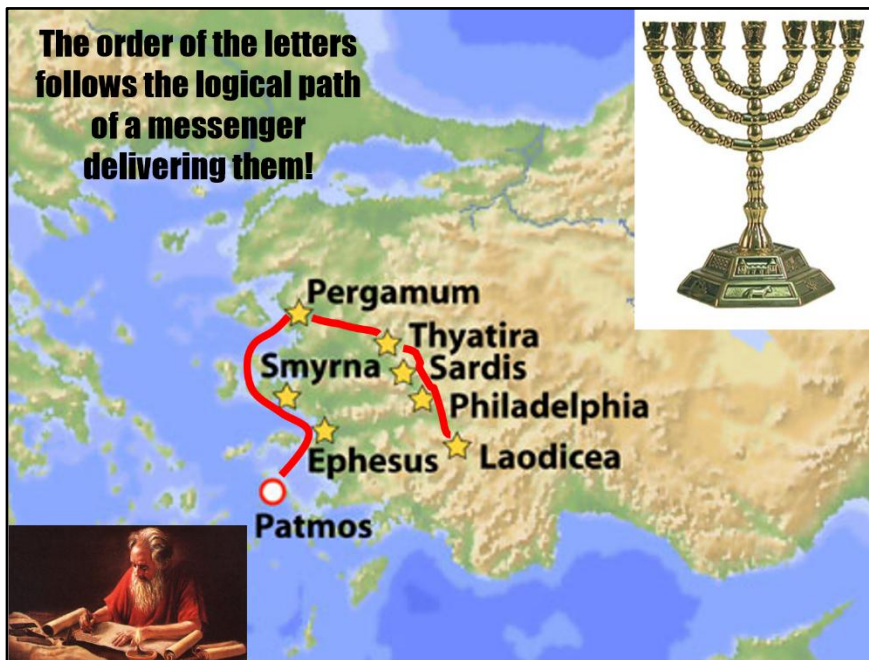 The order of the letters
follows the logical path
of a messenger
delivering them!
Pergamum
Thyatira
Smyrna
Sardis
Philadelphia
Ephesus
Laodicea
Patmos